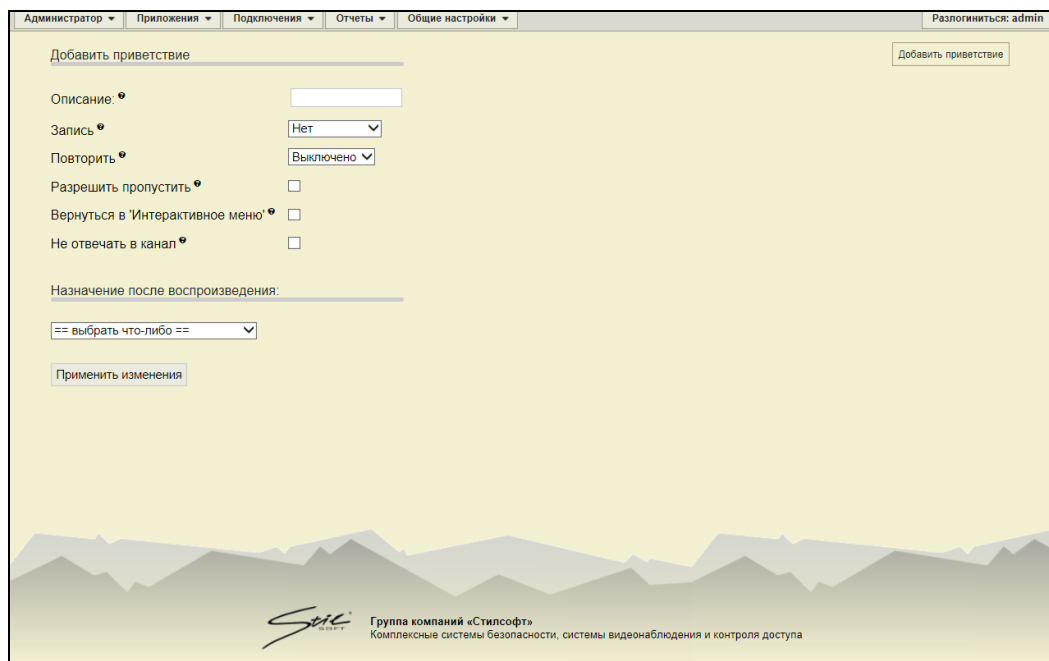 Администратор Приложения Подключения Отчеты Общие настройки Разлогиниться: admin
Добавить приветствие
Добавить приветствие
Описание:
Запись Нет
Повторить Выключено
Разрешить пропустить
Вернуться в 'Интерактивное меню'
Не отвечать в канал
Назначение после воспроизведения:
== выбрать что-либо ==
Применить изменения
Stil
SOFT
Группа компаний «Стилсофт»
Комплексные системы безопасности, системы видеонаблюдения и контроля доступа